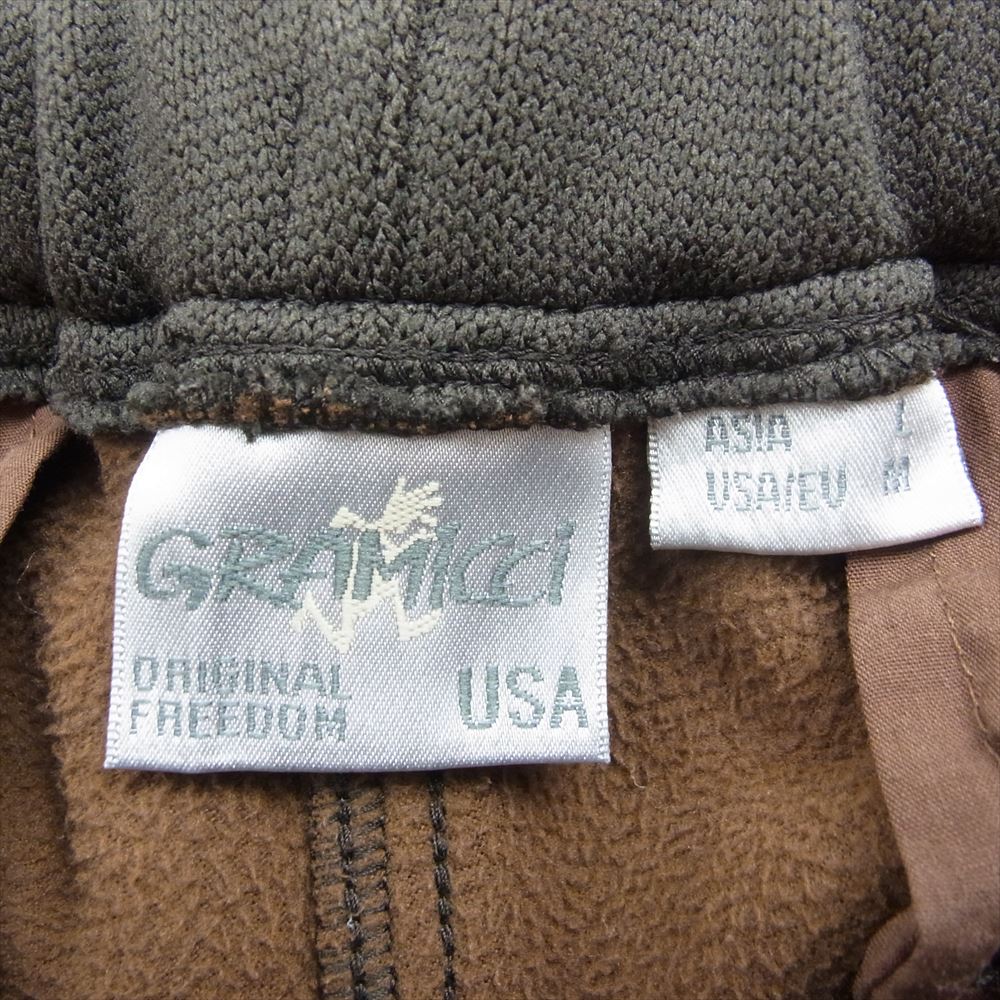 GRAMICCI
ORIGINAL
FREEDOM
USA
ASIA L
USA/EU M